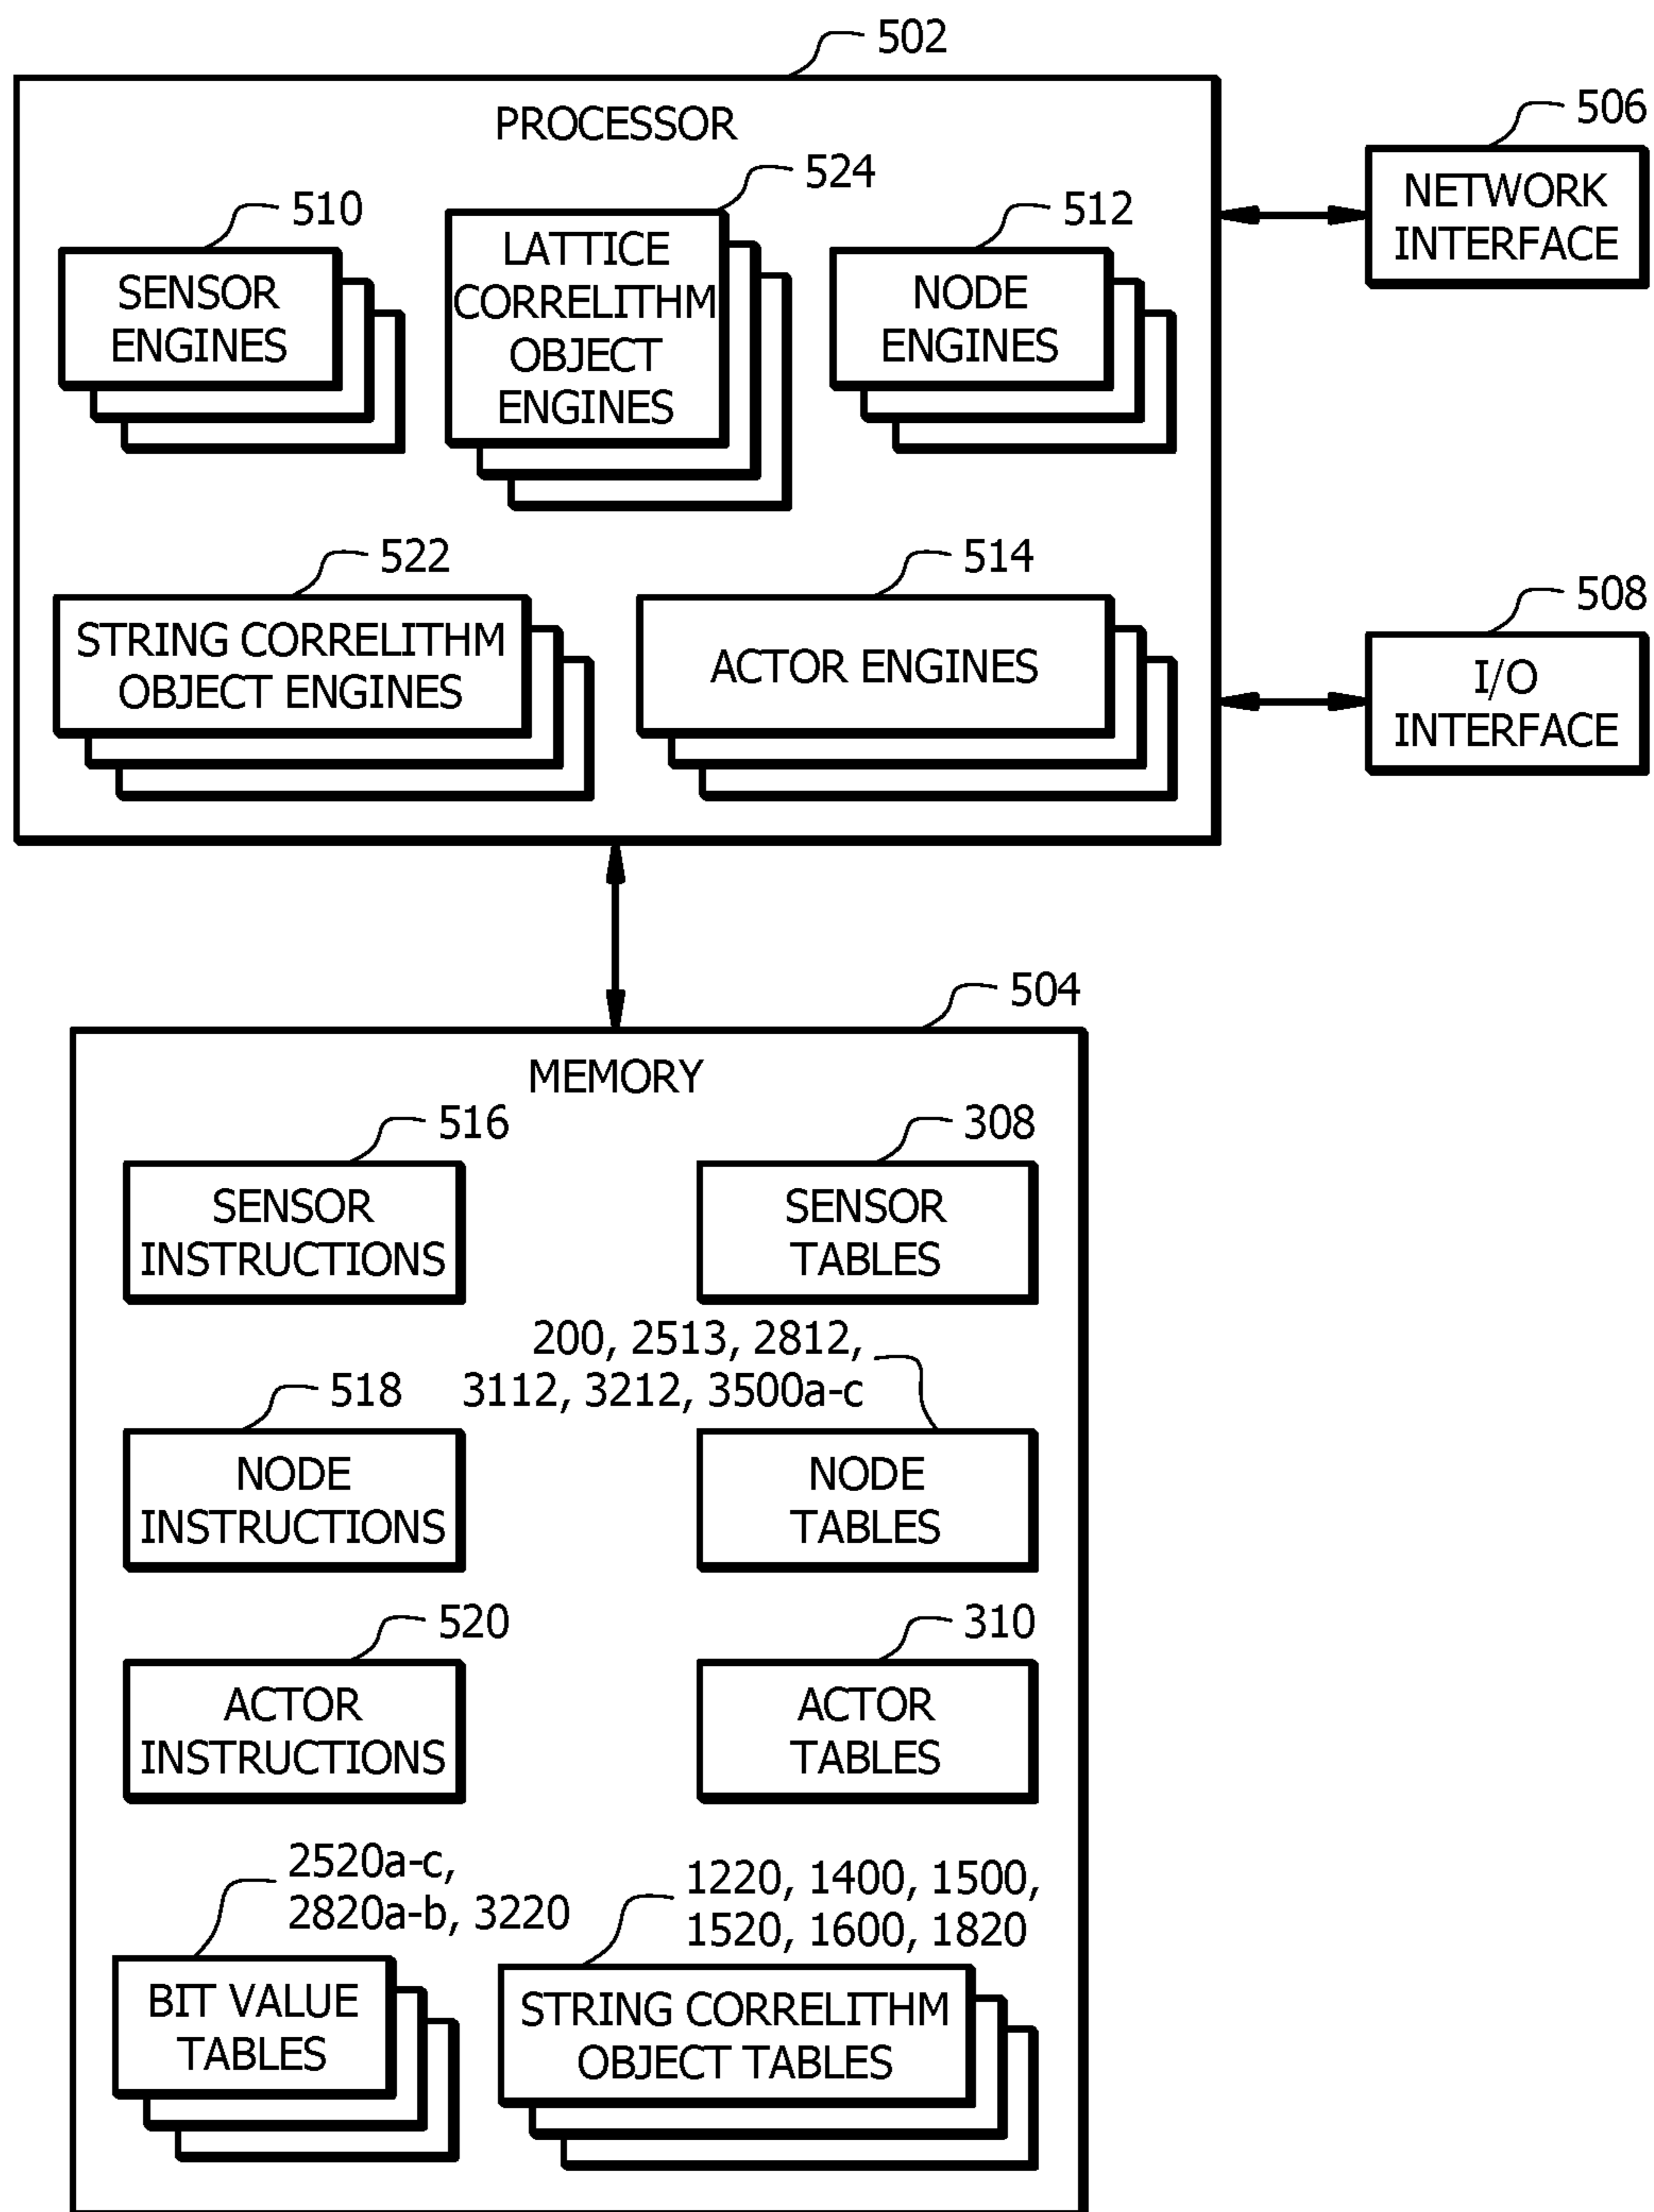 502
PROCESSOR
506
NETWORK
INTERFACE
510
SENSOR
ENGINES
524
LATTICE
CORRELITHM
OBJECT
ENGINES
512
NODE
ENGINES
522
STRING CORRELITHM
OBJECT ENGINES
514
ACTOR ENGINES
508
I/O
INTERFACE
504
MEMORY
516
SENSOR
INSTRUCTIONS
308
SENSOR
TABLES
518
NODE
INSTRUCTIONS
200, 2513, 2812,
3112, 3212, 3500a-c
NODE
TABLES
520
ACTOR
INSTRUCTIONS
310
ACTOR
TABLES
2520a-c,
2820a-b, 3220
BIT VALUE
TABLES
1220, 1400, 1500,
1520, 1600, 1820
STRING CORRELITHM
OBJECT TABLES